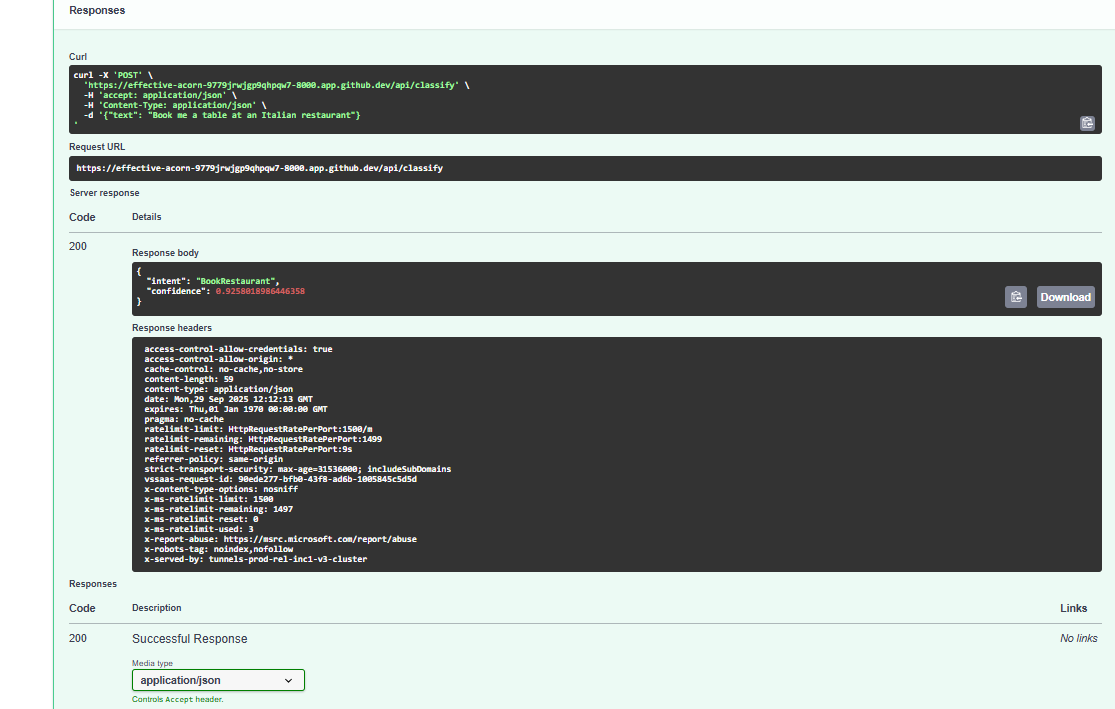 Responses
Curl
curl -X 'POST' \
'https://effective-acorn-9779jrwjgp9qhpqw7-8000.app.github.dev/api/classify' \
-H 'accept: application/json' \
-H 'Content-Type: application/json' \
-d '{"text": "Book me a table at an Italian restaurant"}
'
Request URL
https://effective-acorn-9779jrwjgp9qhpqw7-8000.app.github.dev/api/classify
Server response
Code Details
200
Response body
{
"intent": "BookRestaurant",
"confidence": 0.9258018986446358
}
Download
Response headers
access-control-allow-credentials: true
access-control-allow-origin: *
cache-control: no-cache,no-store
content-length: 59
content-type: application/json
date: Mon,29 Sep 2025 12:12:13 GMT
expires: Thu,01 Jan 1970 00:00:00 GMT
pragma: no-cache
ratelimit-limit: HttpRequestRatePerPort:1500/m
ratelimit-remaining: HttpRequestRatePerPort:1499
ratelimit-reset: HttpRequestRatePerPort:9s
referrer-policy: same-origin
strict-transport-security: max-age=31536000; includeSubDomains
vssaas-request-id: 90ede277-bfb0-43f8-ad6b-1005845c5d5d
x-content-type-options: nosniff
x-ms-ratelimit-limit: 1500
x-ms-ratelimit-remaining: 1497
x-ms-ratelimit-reset: 0
x-ms-ratelimit-used: 3
x-report-abuse: https://msrc.microsoft.com/report/abuse
x-robots-tag: noindex,nofollow
x-served-by: tunnels-prod-rel-inc1-v3-cluster
Responses
Code Description Links
200 Successful Response No links
Media type
application/json
Controls Accept header.